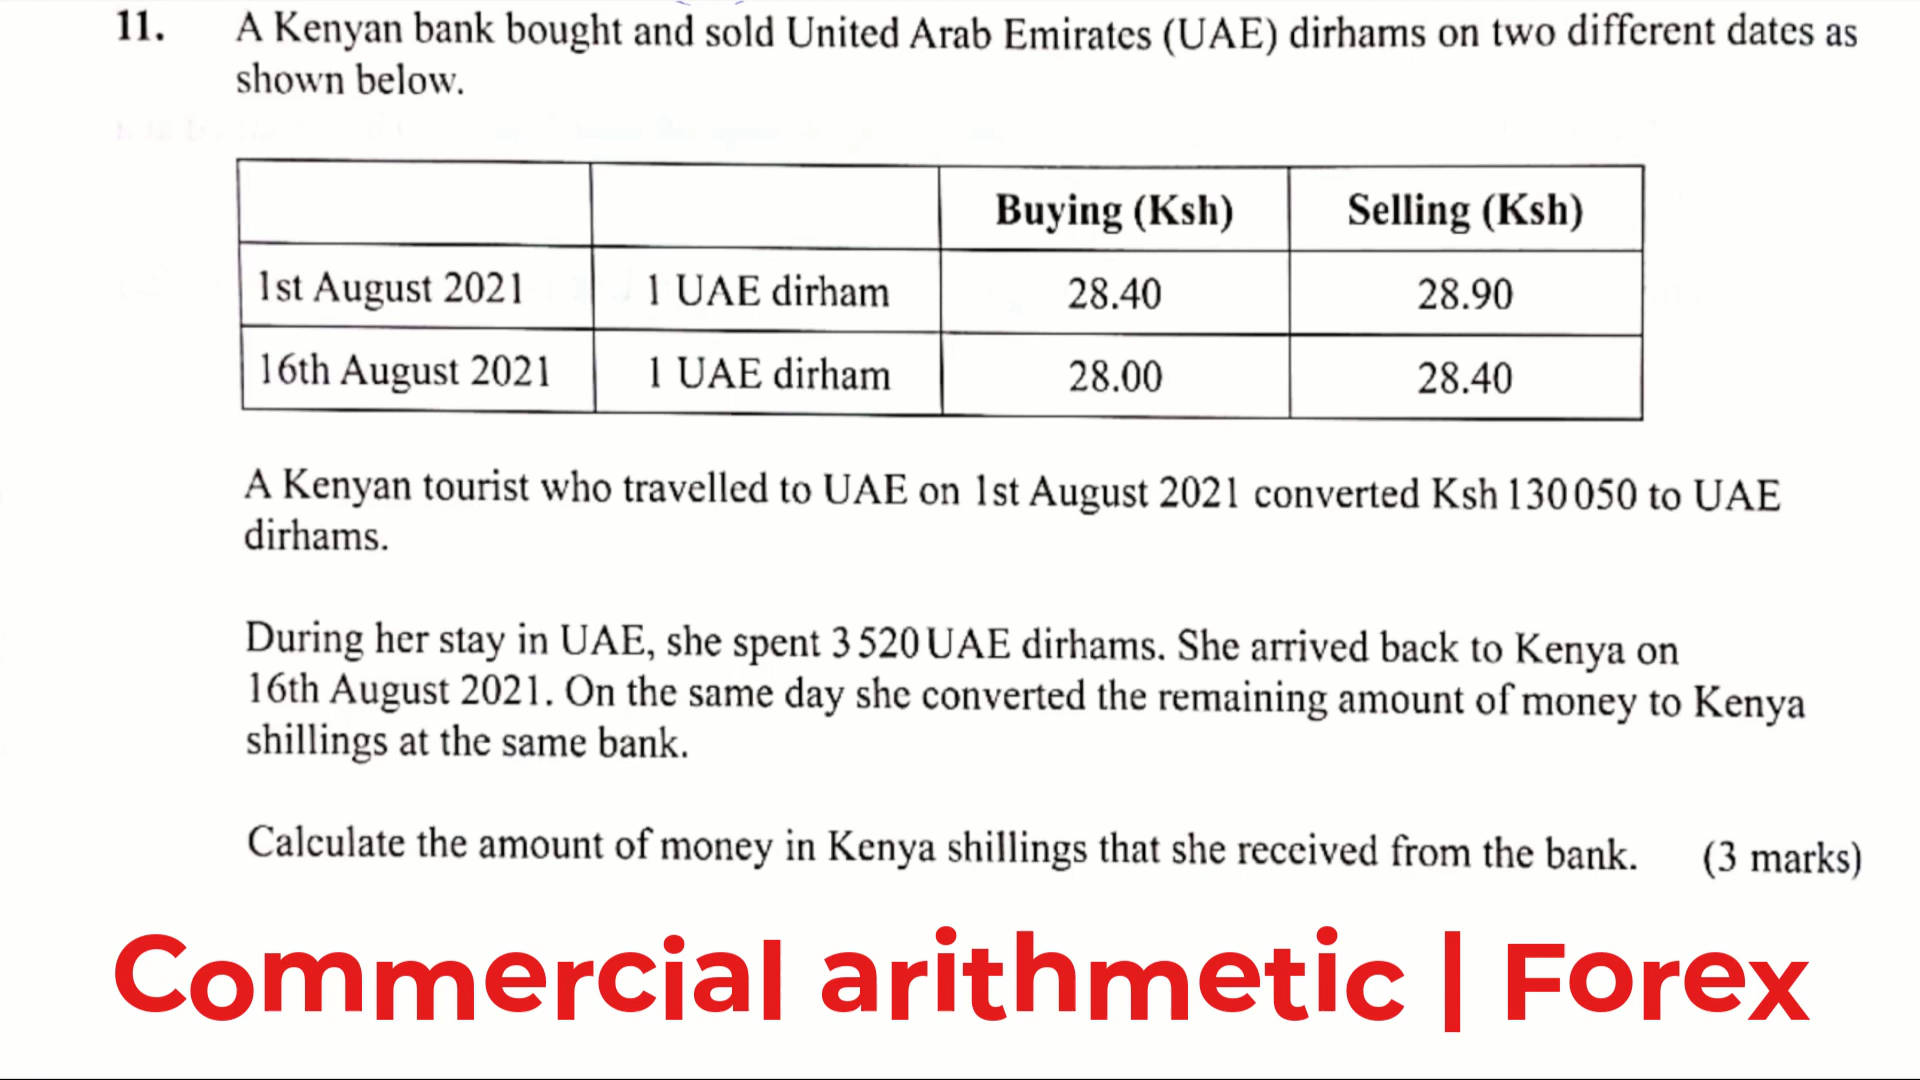 11. A Kenyan bank bought and sold United Arab Emirates (UAE) dirhams on two different dates as
shown below.
Buying (Ksh) Selling (Ksh)
1st August 2021 1 UAE dirham 28.40 28.90
16th August 2021 1 UAE dirham 28.00 28.40
A Kenyan tourist who travelled to UAE on 1st August 2021 converted Ksh 130 050 to UAE
dirhams.
During her stay in UAE, she spent 3 520 UAE dirhams. She arrived back to Kenya on
16th August 2021. On the same day she converted the remaining amount of money to Kenya
shillings at the same bank.
Calculate the amount of money in Kenya shillings that she received from the bank. (3 marks)
Commercial arithmetic | Forex